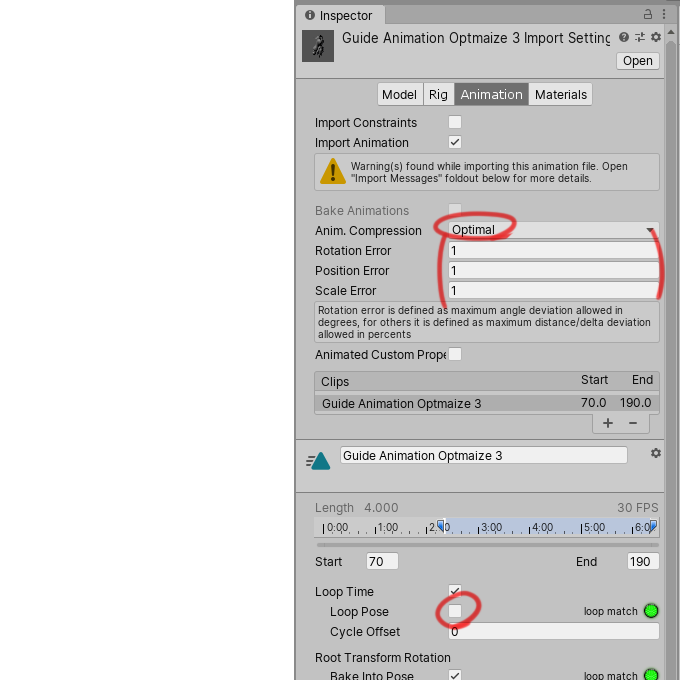 Inspector
Guide Animation Optmaize 3 Import Setting
Open
Model Rig Animation Materials
Import Constraints
Import Animation
Warning(s) found while importing this animation file. Open
"Import Messages" foldout below for more details.
Bake Animations
Anim. Compression Optimal
Rotation Error 1
Position Error 1
Scale Error 1
Rotation error is defined as maximum angle deviation allowed in
degrees, for others it is defined as maximum distance/delta deviation
allowed in percents
Animated Custom Prope
Clips Start End
Guide Animation Optmaize 3 70.0 190.0
+ −
Guide Animation Optmaize 3
Length 4.000 30 FPS
0:00 1:00 2:00 3:00 4:00 5:00 6:00
Start 70 End 190
Loop Time
Loop Pose loop match
Cycle Offset 0
Root Transform Rotation
Bake Into Pose loop match